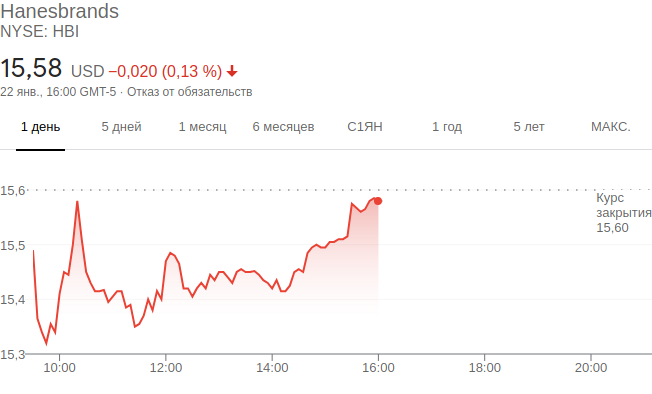 Hanesbrands
NYSE: HBI
15,58 USD −0,020 (0,13 %)
22 янв., 16:00 GMT-5 · Отказ от обязательств
1 день 5 дней 1 месяц 6 месяцев С1ЯН 1 год 5 лет МАКС.
15,6
Курс
закрытия
15,60
15,5
15,4
15,3
10:00 12:00 14:00 16:00 18:00 20:00